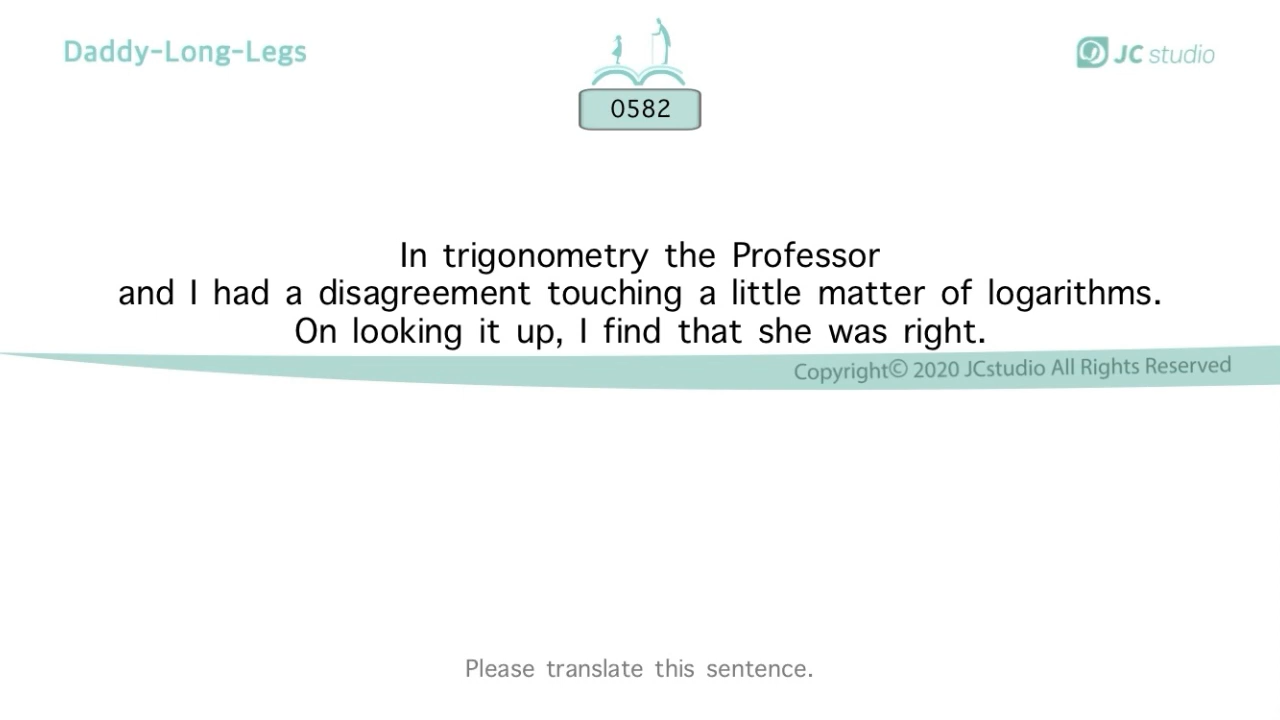 Daddy-Long-Legs
JC studio
0582
In trigonometry the Professor
and I had a disagreement touching a little matter of logarithms.
On looking it up, I find that she was right.
Copyright© 2020 JCstudio All Rights Reserved
Please translate this sentence.